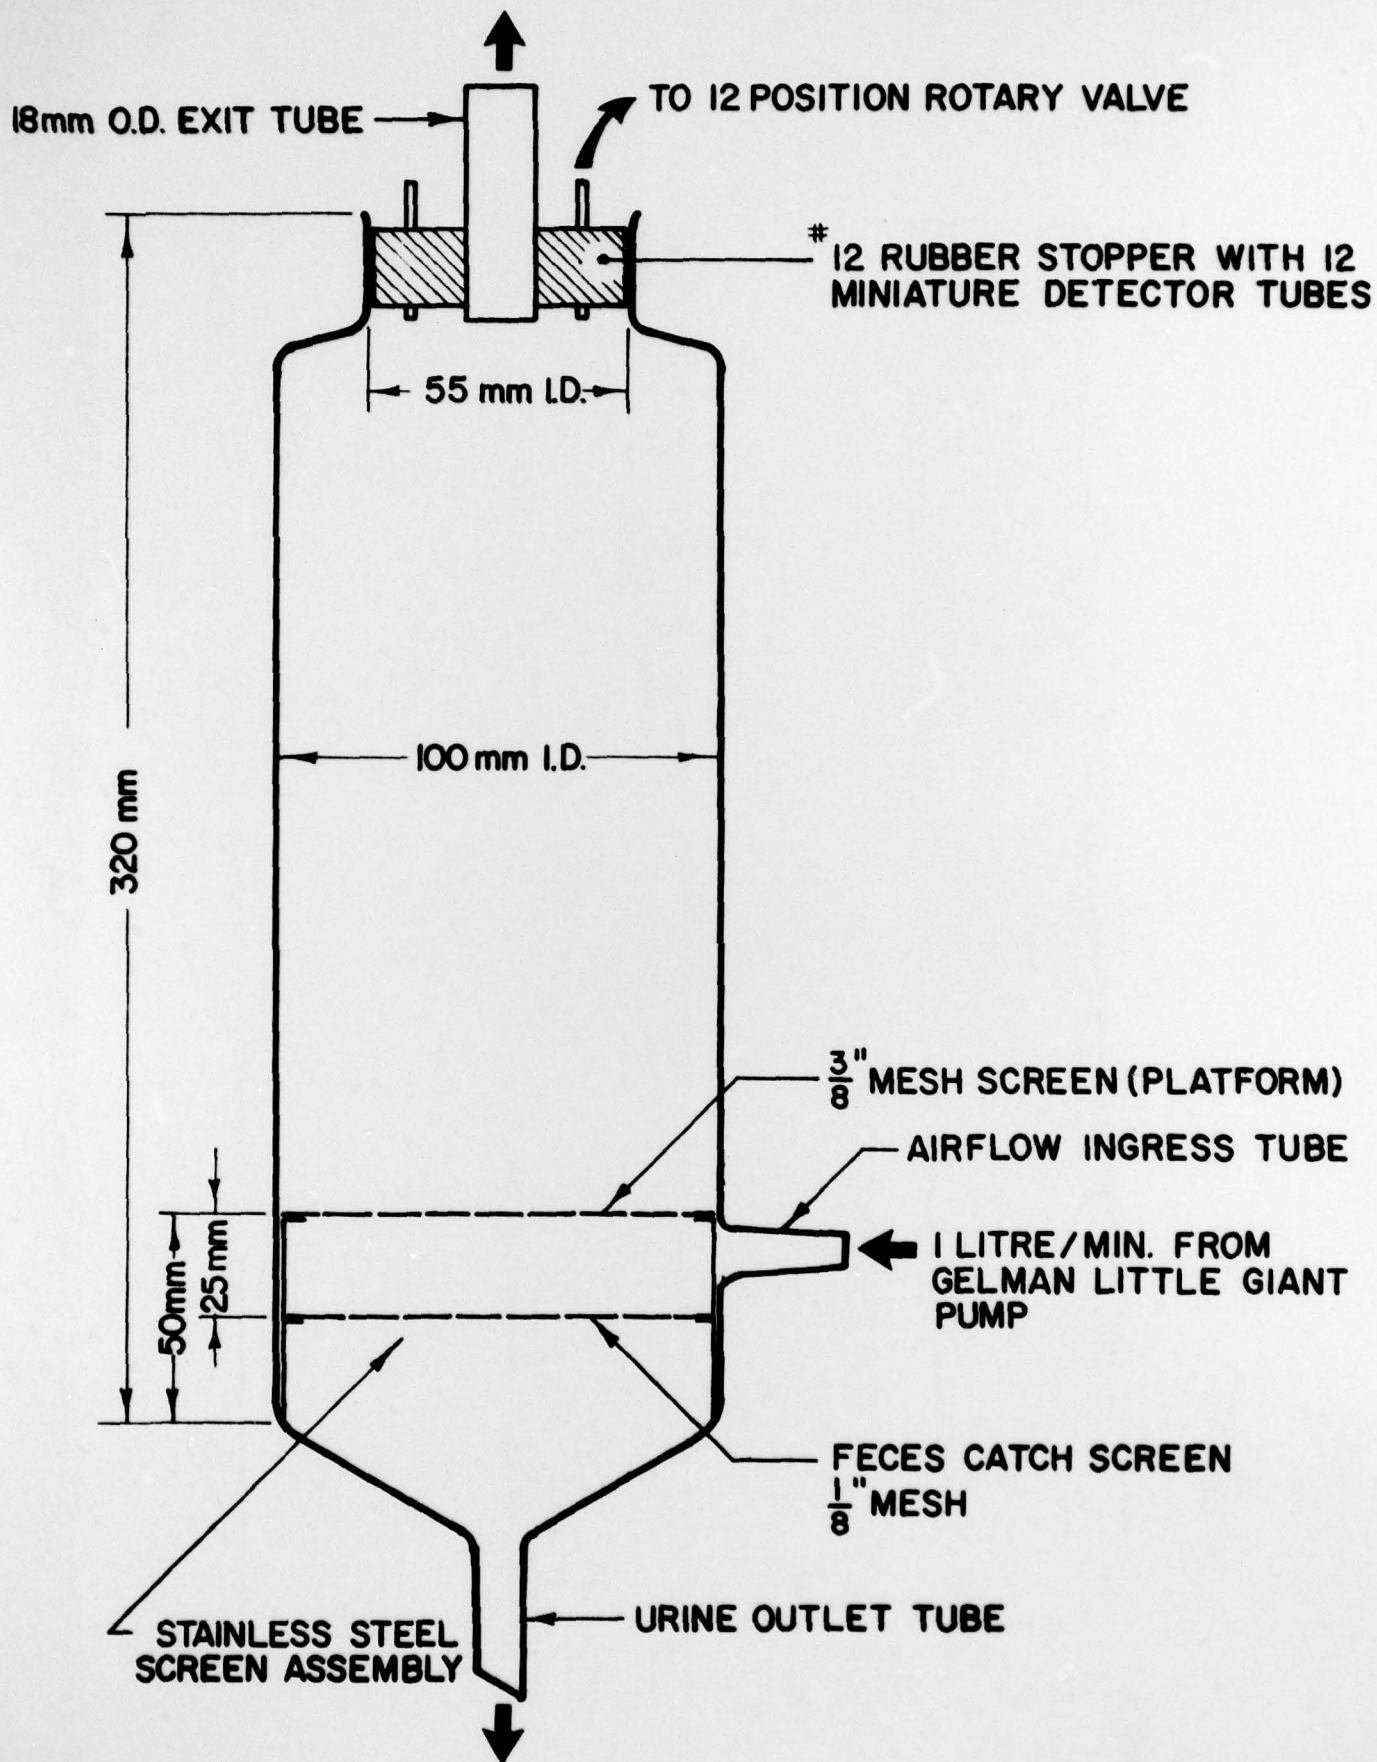 18mm O.D. EXIT TUBE
TO 12 POSITION ROTARY VALVE
#12 RUBBER STOPPER WITH 12
MINIATURE DETECTOR TUBES
55 mm I.D.
100 mm I.D.
320 mm
3/8" MESH SCREEN (PLATFORM)
AIRFLOW INGRESS TUBE
1 LITRE/MIN. FROM
GELMAN LITTLE GIANT
PUMP
50mm
25mm
FECES CATCH SCREEN
1/8" MESH
STAINLESS STEEL
SCREEN ASSEMBLY
URINE OUTLET TUBE